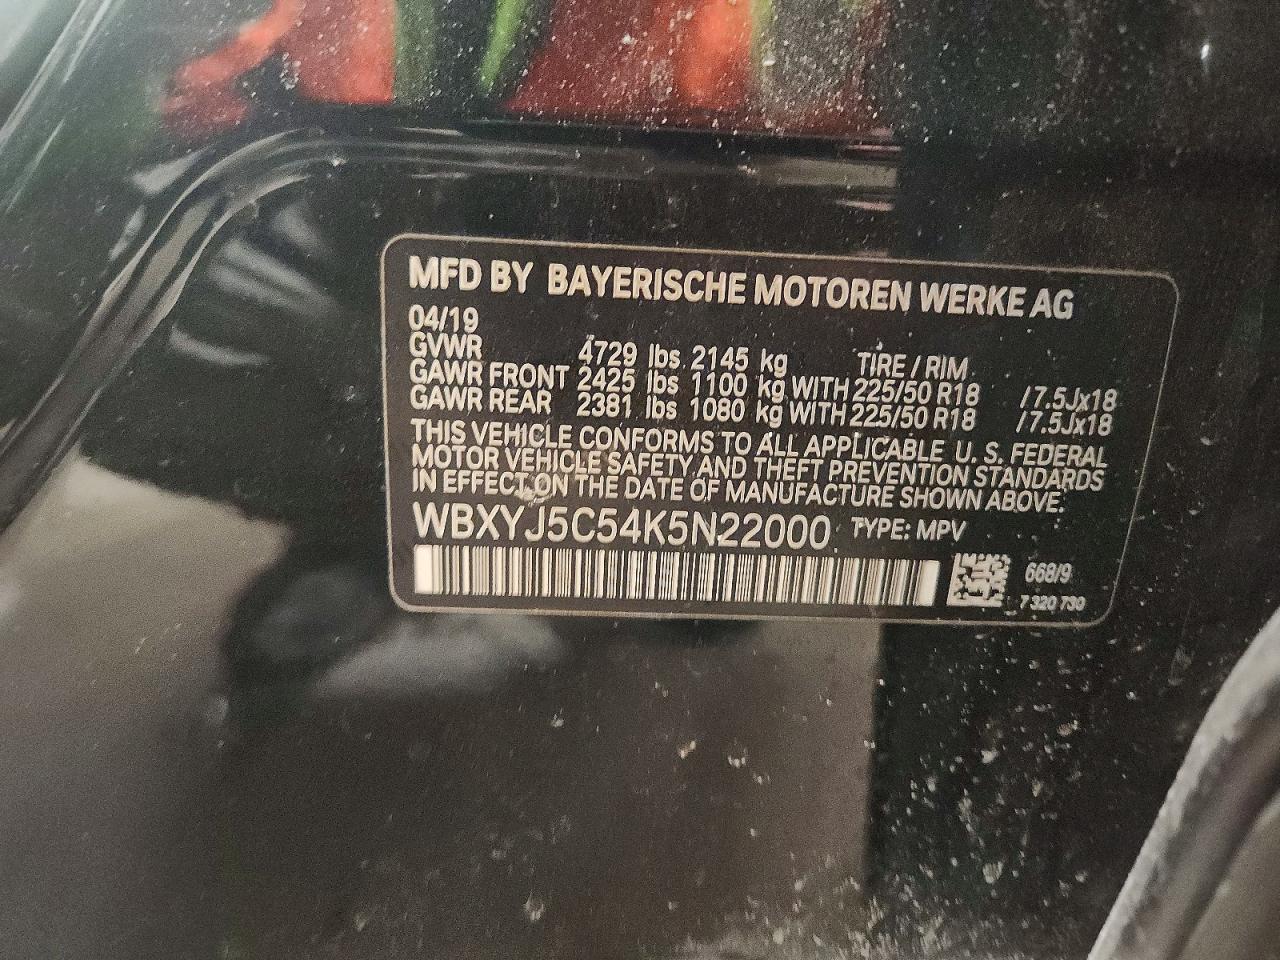 MFD BY BAYERISCHE MOTOREN WERKE AG
04/19
GVWR 4729 lbs 2145 kg TIRE / RIM
GAWR FRONT 2425 lbs 1100 kg WITH 225/50 R18 /7.5Jx18
GAWR REAR 2381 lbs 1080 kg WITH 225/50 R18 /7.5Jx18
THIS VEHICLE CONFORMS TO ALL APPLICABLE U. S. FEDERAL
MOTOR VEHICLE SAFETY AND THEFT PREVENTION STANDARDS
IN EFFECT ON THE DATE OF MANUFACTURE SHOWN ABOVE.
WBXYJ5C54K5N22000 TYPE: MPV
668/9
7 320 730